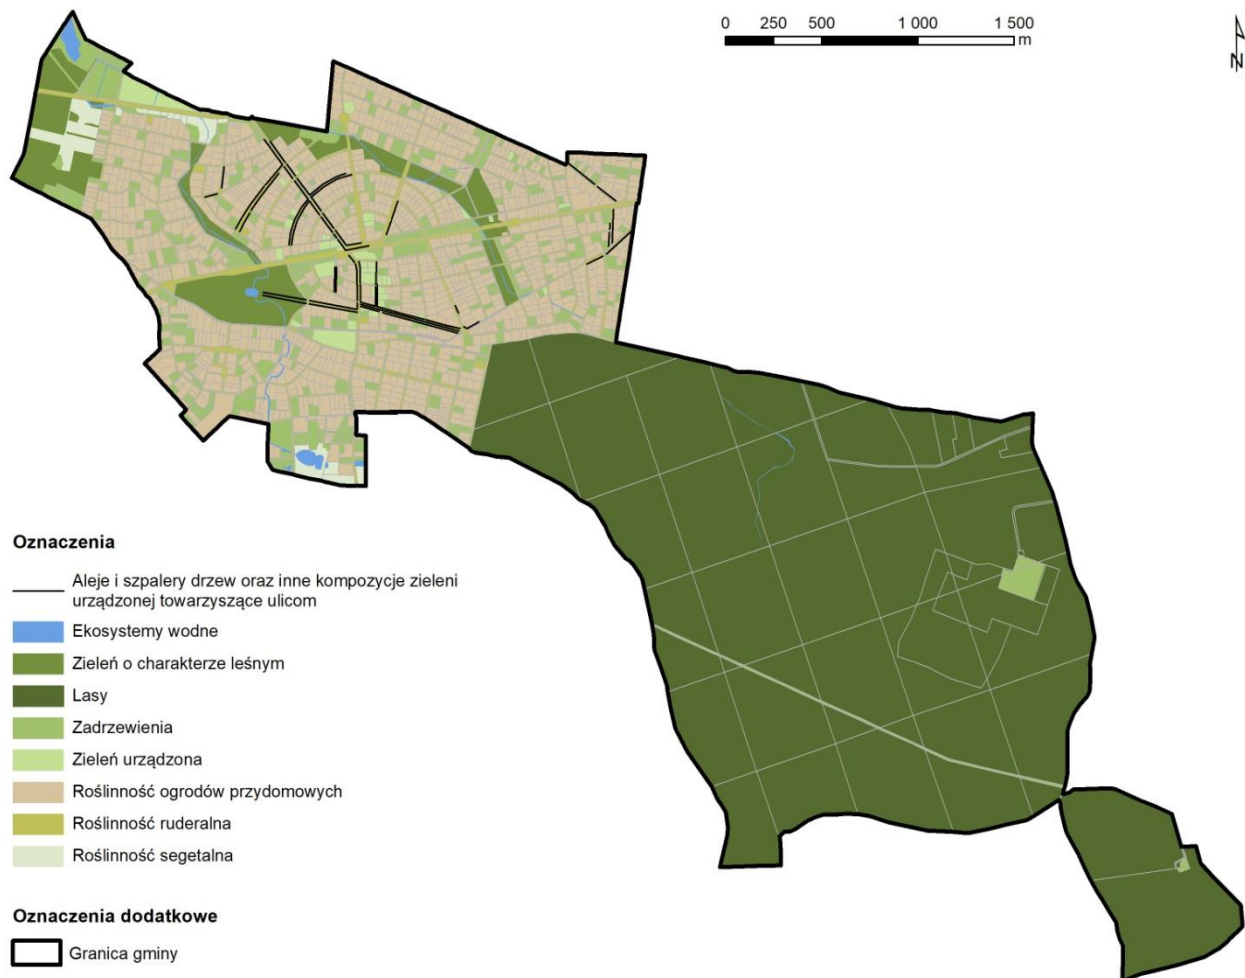 0 250 500 1 000 1 500
m
N
Oznaczenia
Aleje i szpalery drzew oraz inne kompozycje zieleni
urządzonej towarzyszące ulicom
Ekosystemy wodne
Zieleń o charakterze leśnym
Lasy
Zadrzewienia
Zieleń urządzona
Roślinność ogrodów przydomowych
Roślinność ruderalna
Roślinność segetalna
Oznaczenia dodatkowe
Granica gminy